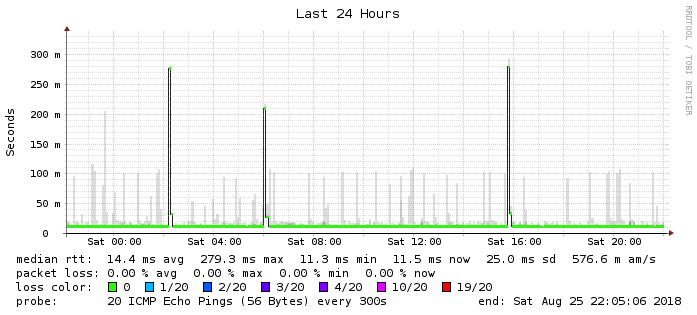 Last 24 Hours
RRDTOOL / TOBI OETIKER
Seconds
300 m
250 m
200 m
150 m
100 m
50 m
0
Sat 00:00 Sat 04:00 Sat 08:00 Sat 12:00 Sat 16:00 Sat 20:00
median rtt: 14.4 ms avg 279.3 ms max 11.3 ms min 11.5 ms now 25.0 ms sd 576.6 m am/s
packet loss: 0.00 % avg 0.00 % max 0.00 % min 0.00 % now
loss color: 0 1/20 2/20 3/20 4/20 10/20 19/20
probe: 20 ICMP Echo Pings (56 Bytes) every 300s end: Sat Aug 25 22:05:06 2018